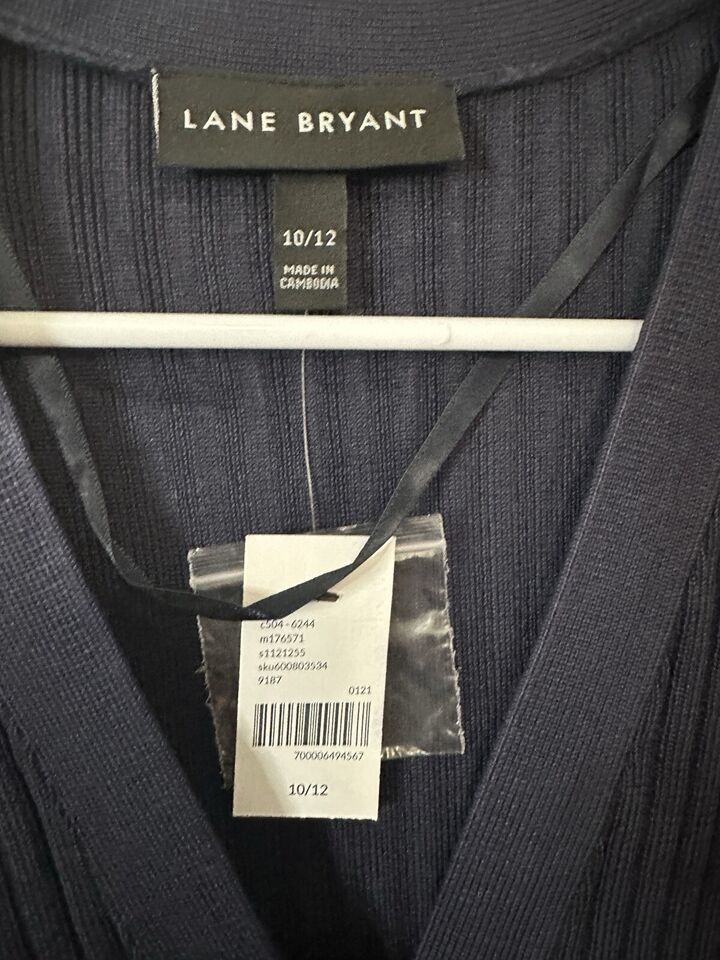 LANE BRYANT
10/12
MADE IN
CAMBODIA
c504-6244
m176571
s1121255
sku600803534
9187
0121
700006494567
10/12